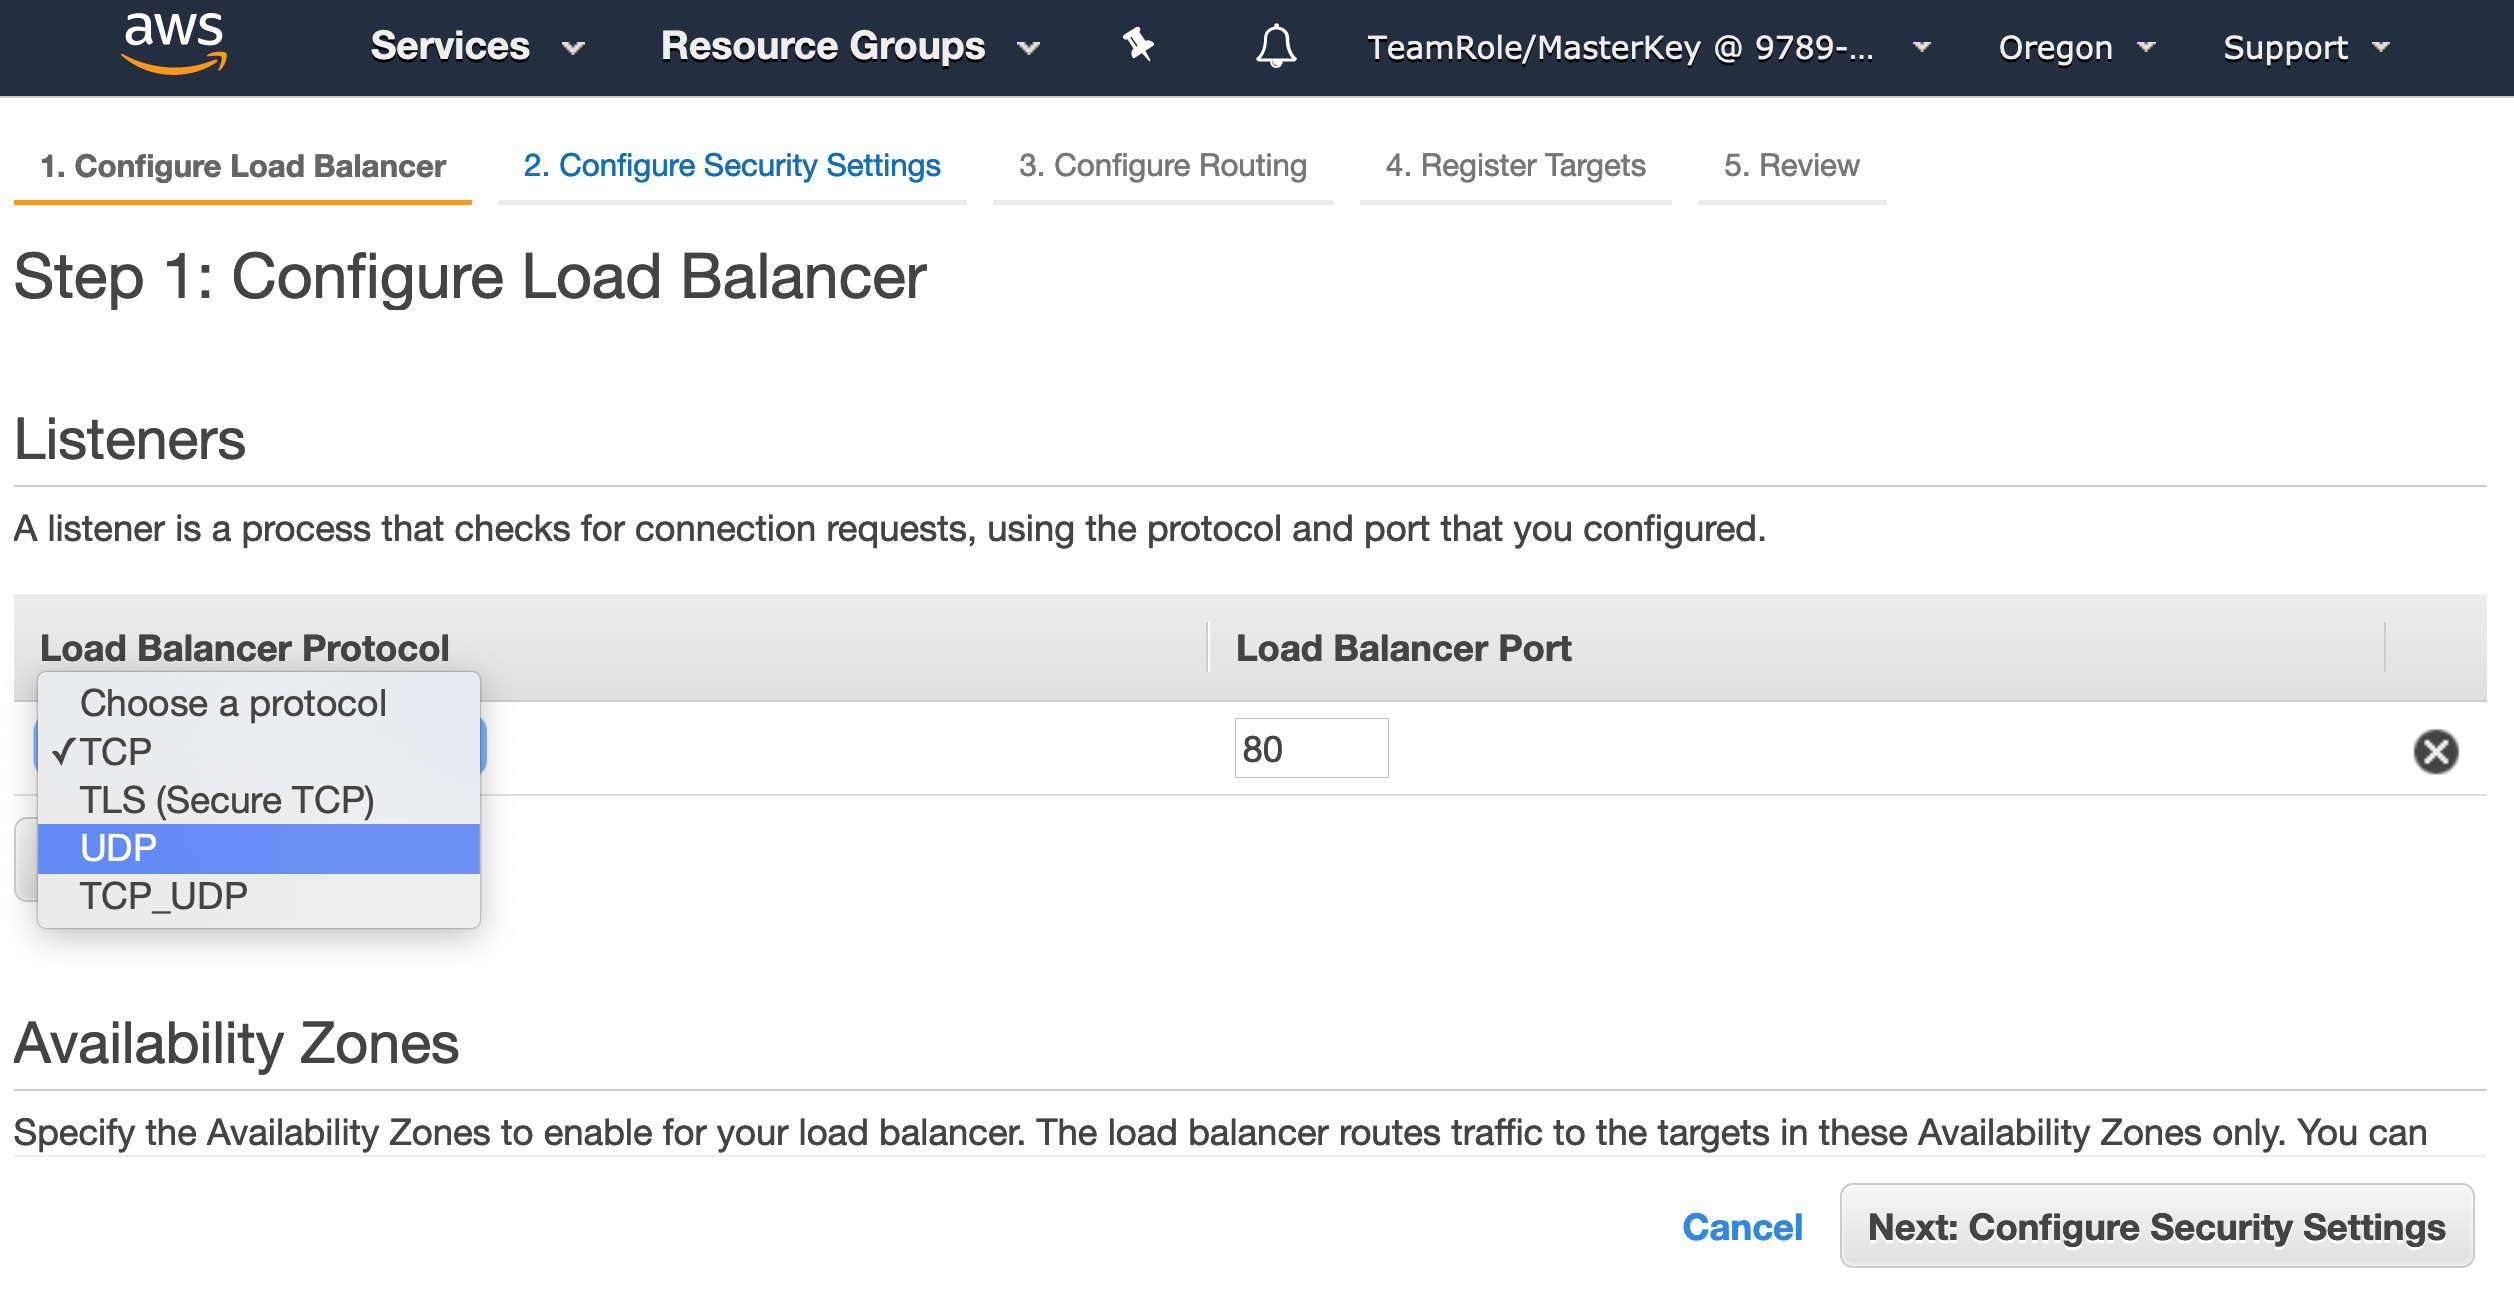 aws Services Resource Groups TeamRole/MasterKey @ 9789-... Oregon Support
1. Configure Load Balancer 2. Configure Security Settings 3. Configure Routing 4. Register Targets 5. Review
Step 1: Configure Load Balancer
Listeners
A listener is a process that checks for connection requests, using the protocol and port that you configured.
Load Balancer Protocol Load Balancer Port
Choose a protocol
✓TCP 80
TLS (Secure TCP)
UDP
TCP_UDP
Availability Zones
Specify the Availability Zones to enable for your load balancer. The load balancer routes traffic to the targets in these Availability Zones only. You can
Cancel Next: Configure Security Settings